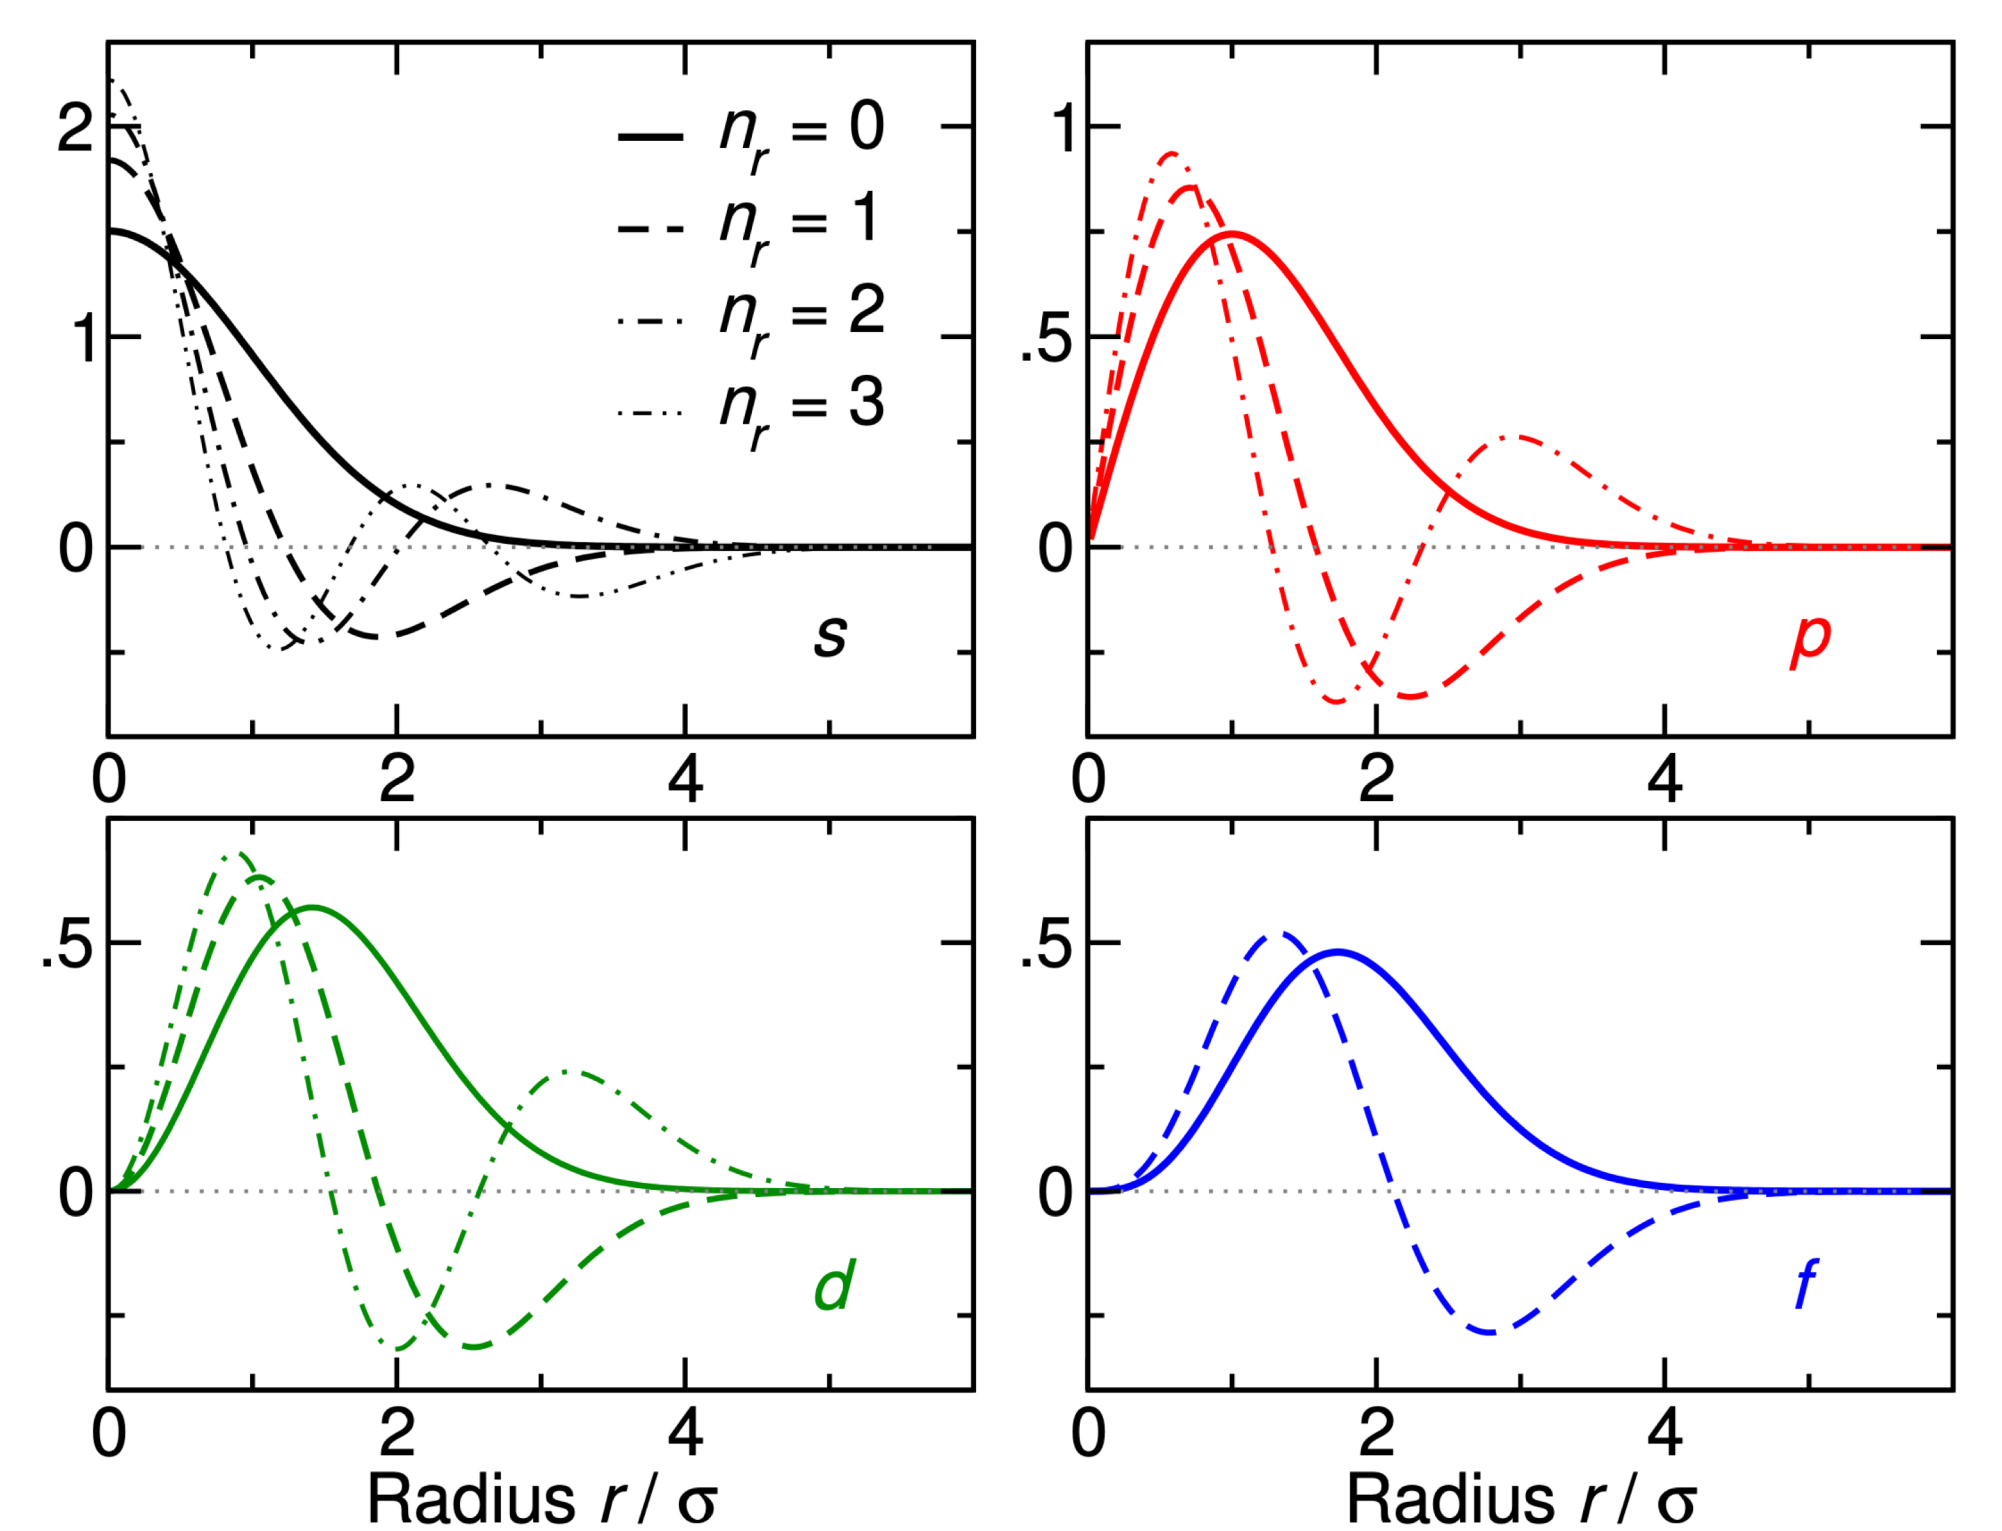 2
1
0
n_r = 0
n_r = 1
n_r = 2
n_r = 3
s
0 2 4
1
.5
0
p
0 2 4
.5
0
d
0 2 4
Radius r / σ
.5
0
f
0 2 4
Radius r / σ